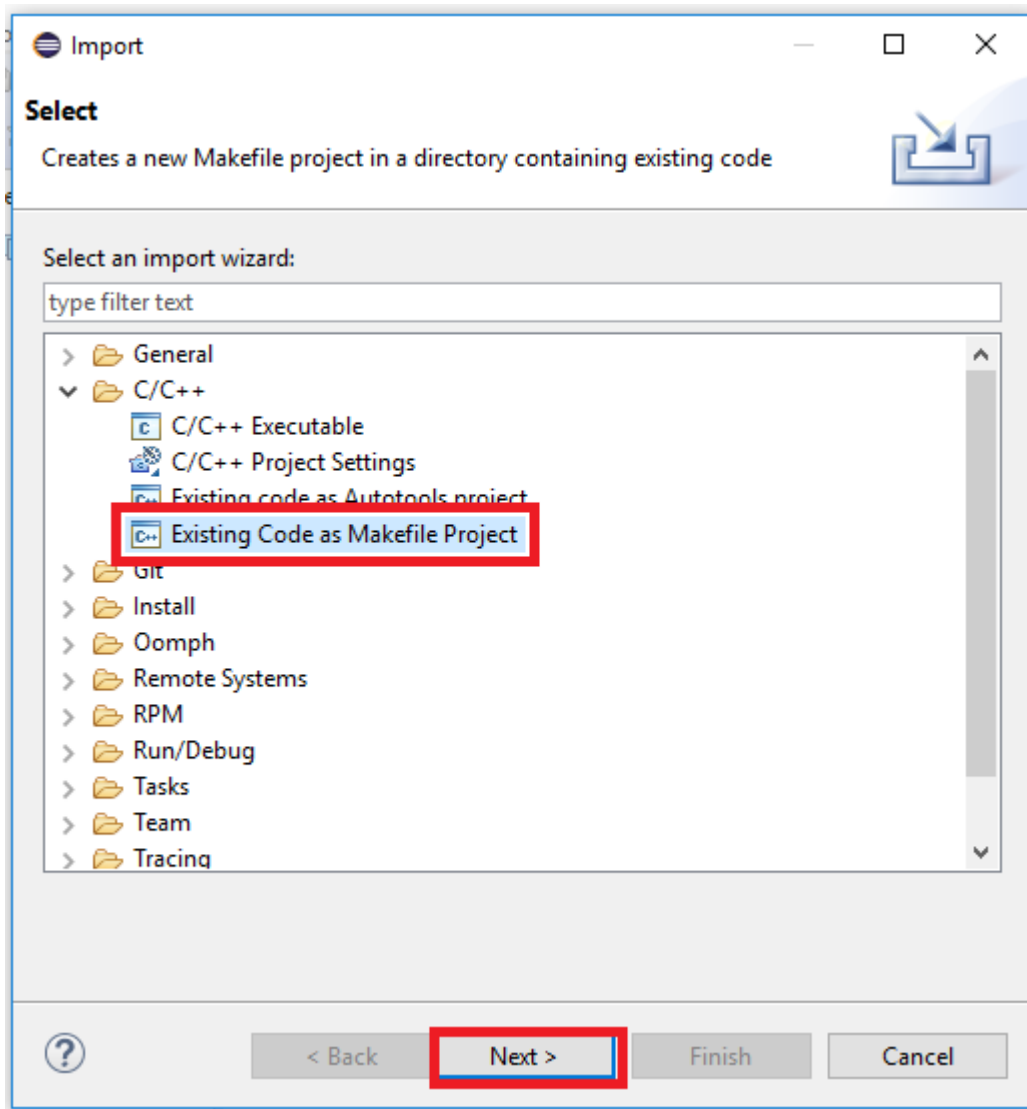 Import
Select
Creates a new Makefile project in a directory containing existing code
Select an import wizard:
type filter text
General
C/C++
C/C++ Executable
C/C++ Project Settings
Existing code as Autotools project
Existing Code as Makefile Project
Git
Install
Oomph
Remote Systems
RPM
Run/Debug
Tasks
Team
Tracing
< Back Next > Finish Cancel